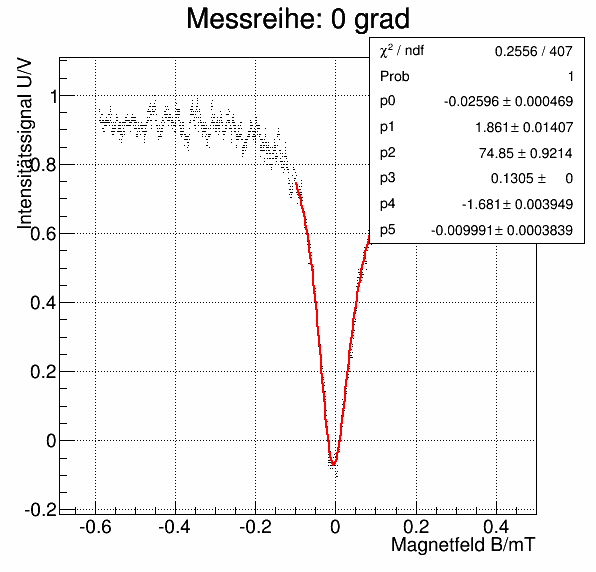 Messreihe: 0 grad
χ² / ndf 0.2556 / 407
Prob 1
p0 -0.02596 ± 0.000469
p1 1.861 ± 0.01407
p2 74.85 ± 0.9214
p3 0.1305 ± 0
p4 -1.681 ± 0.003949
p5 -0.009991 ± 0.0003839
Intensitätssignal U/V
1
0.8
0.6
0.4
0.2
0
-0.2
-0.6 -0.4 -0.2 0 0.2 0.4
Magnetfeld B/mT